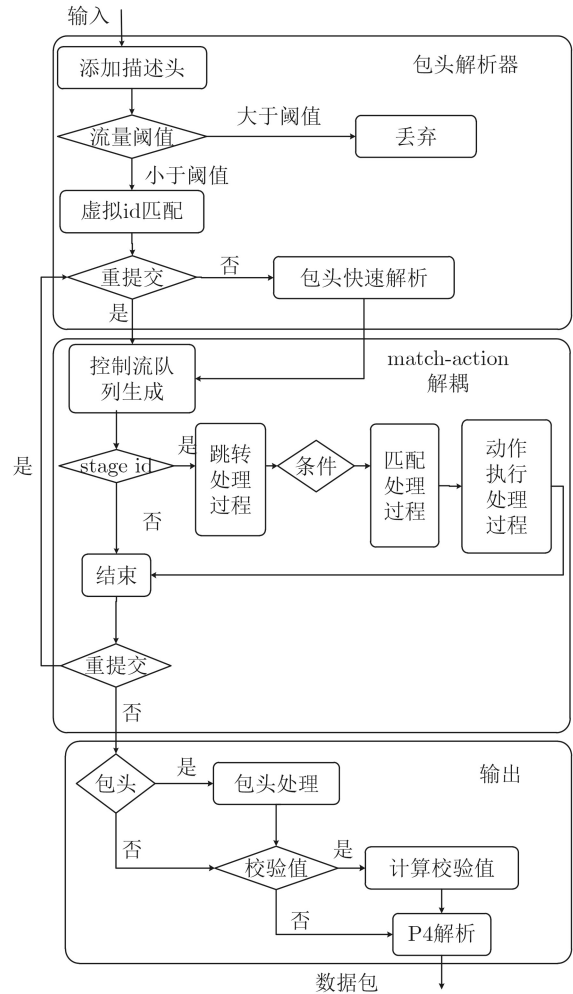 输入
添加描述头
包头解析器
流量阈值
大于阈值
丢弃
小于阈值
虚拟id匹配
重提交
否
包头快速解析
是
控制流队
列生成
match-action
解耦
是
stage id
是
跳转
处理
过程
条件
匹配
处理
过程
动作
执行
处理
过程
否
结束
重提交
否
包头
是
包头处理
输出
否
校验值
是
计算校验值
否
P4解析
数据包